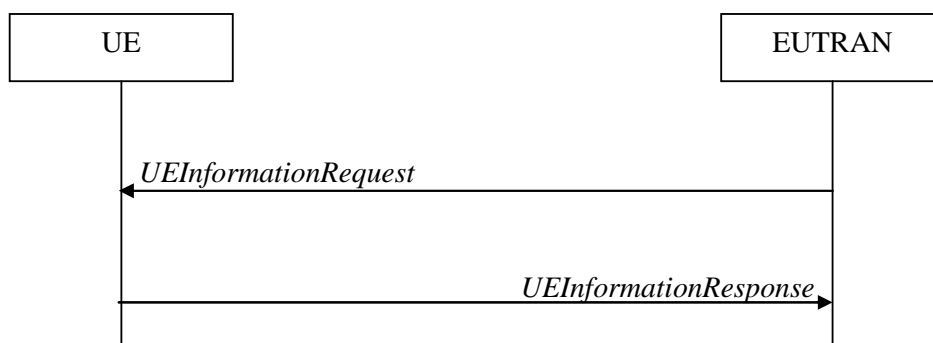 UE
EUTRAN
UEInformationRequest
UEInformationResponse